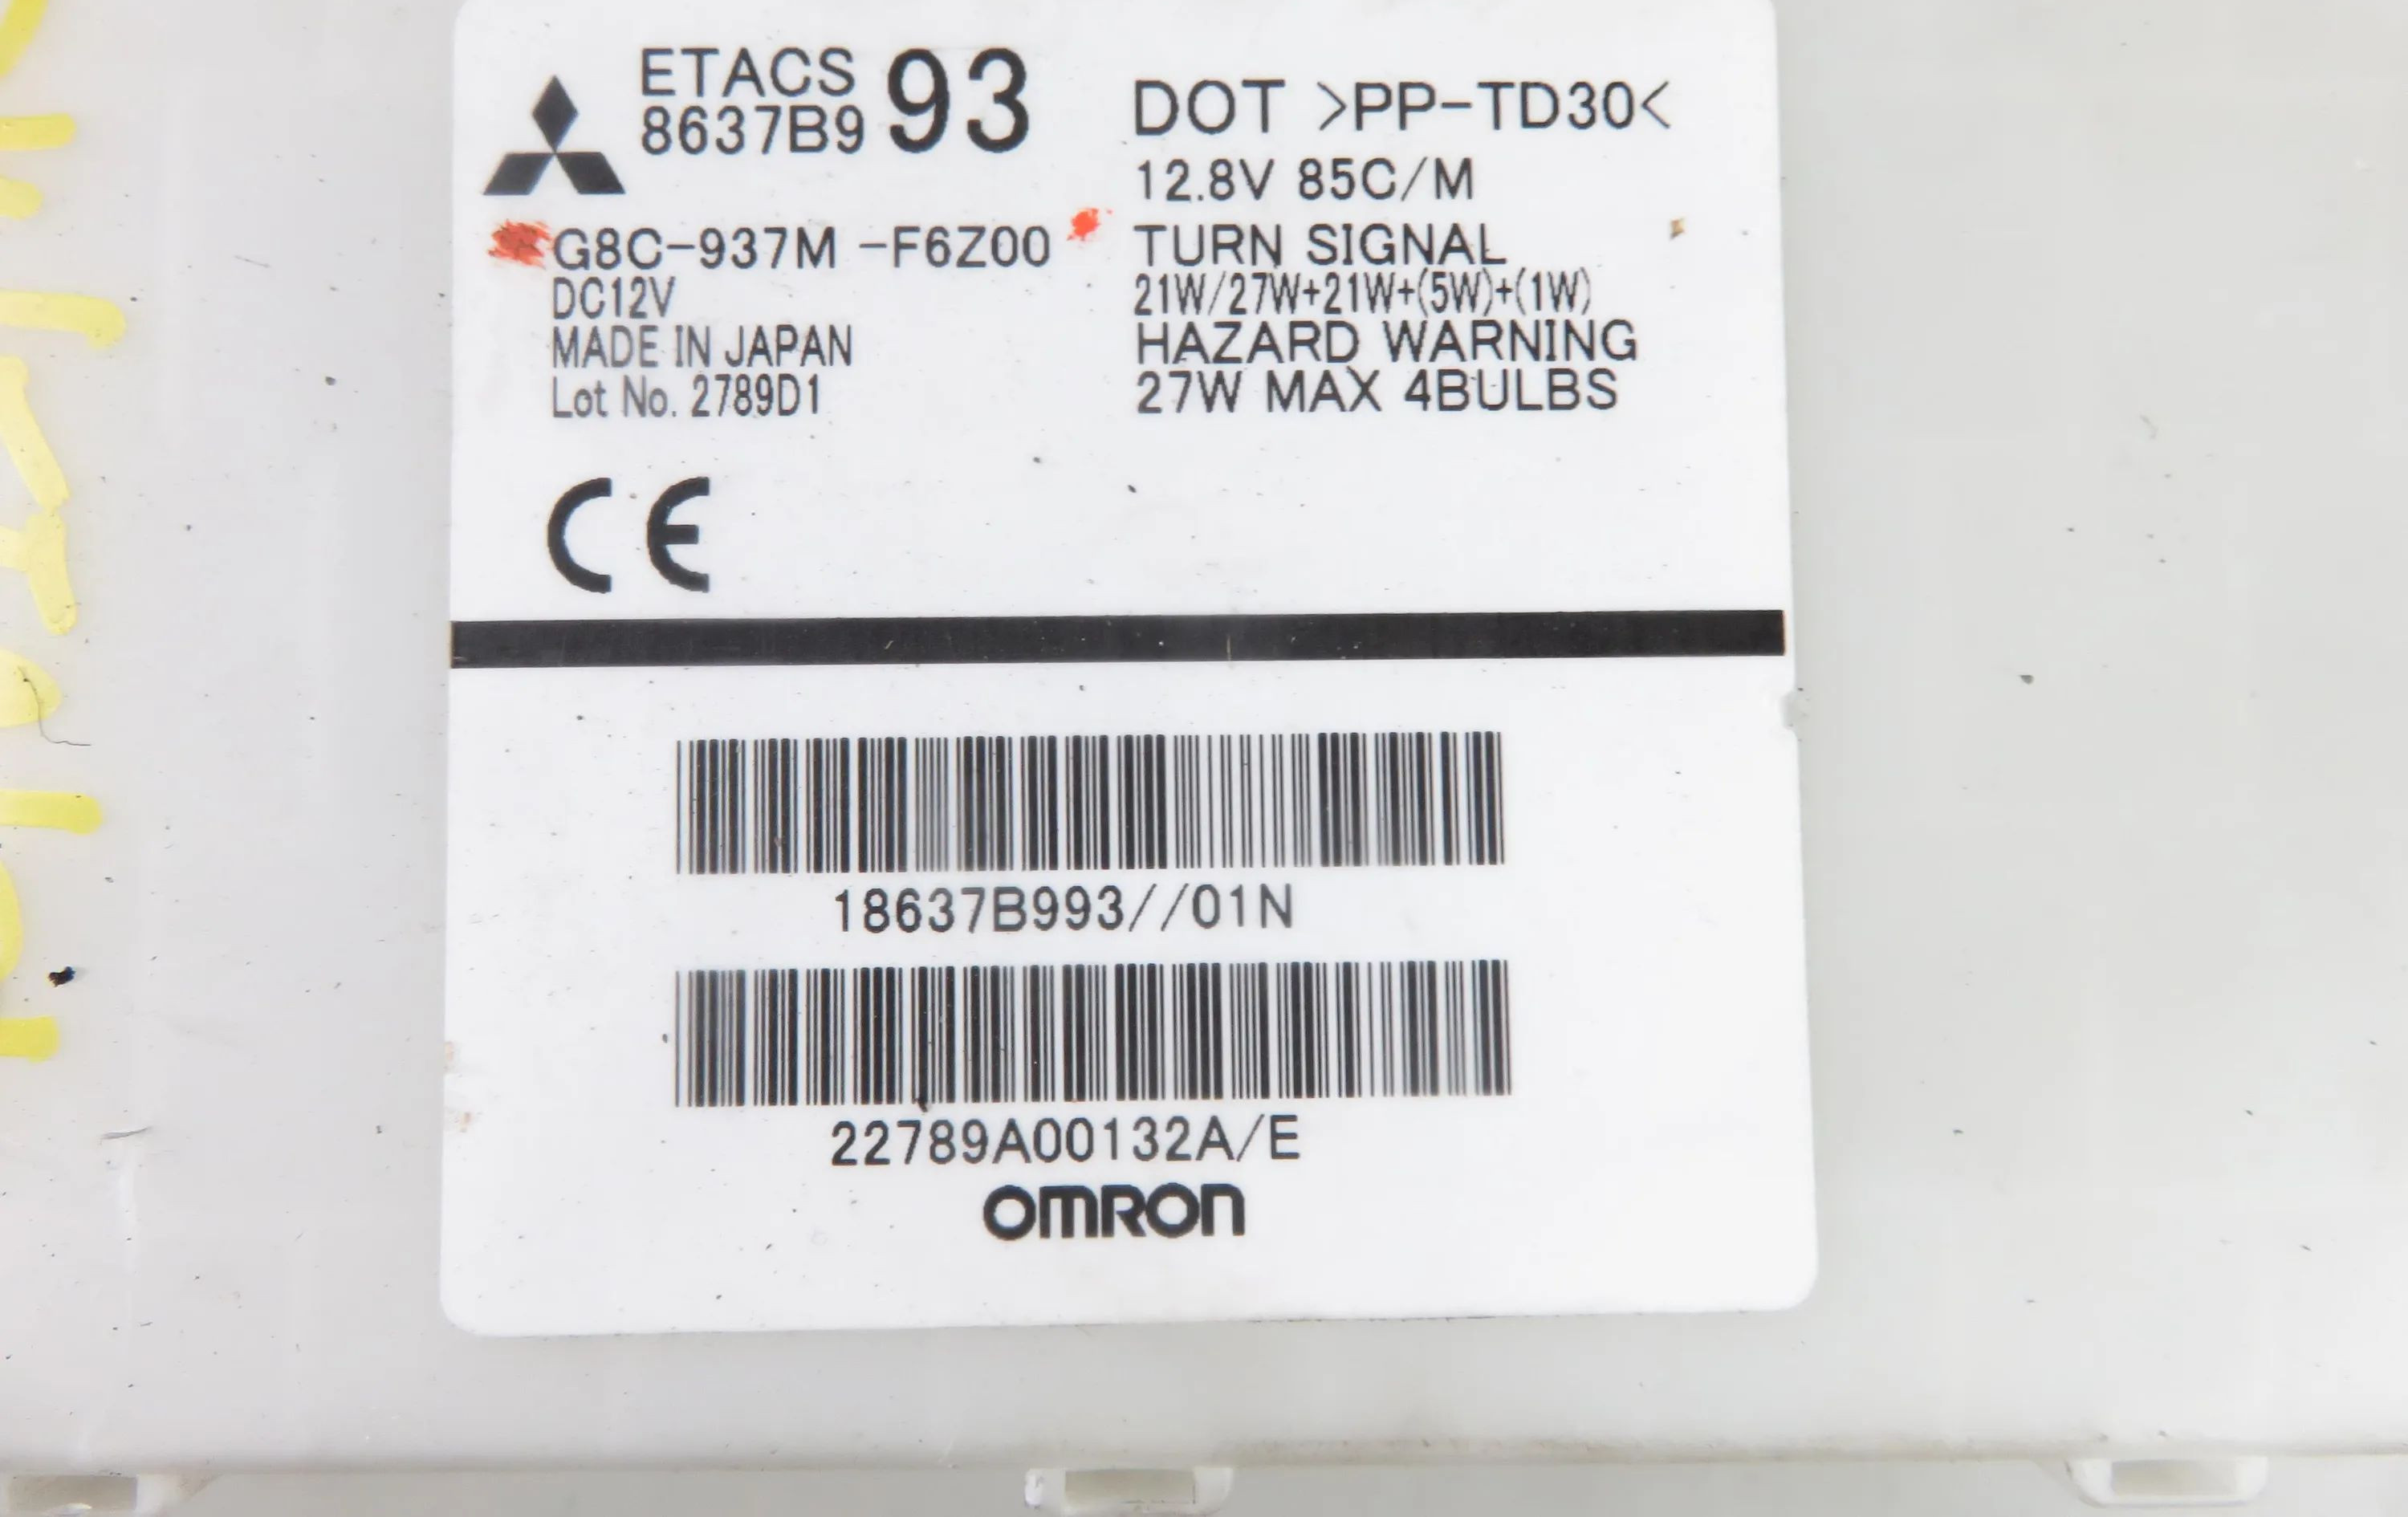 ETACS
8637B9 93
G8C-937M -F6Z00
DC12V
MADE IN JAPAN
Lot No. 2789D1
DOT >PP-TD30<
12.8V 85C/M
TURN SIGNAL
21W/27W+21W+(5W)+(1W)
HAZARD WARNING
27W MAX 4BULBS
CE
18637B993//01N
22789A00132A/E
OMRON